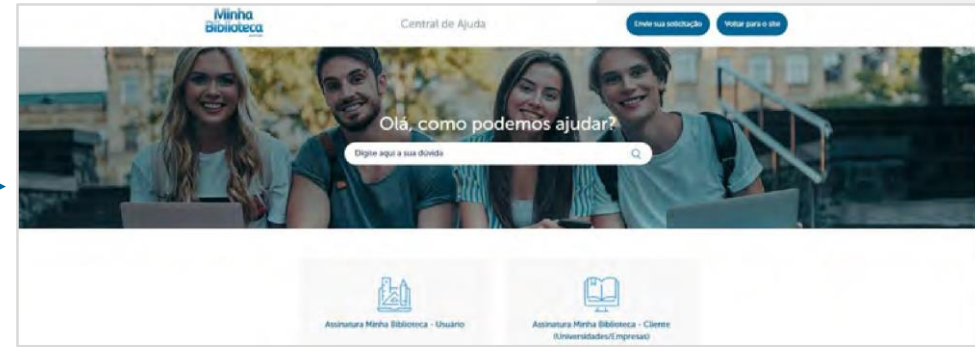 Minha
Biblioteca
Central de Ajuda
Envie sua solicitação
Voltar para o site
Olá, como podemos ajudar?
Digite aqui a sua dúvida
Assinatura Minha Biblioteca - Usuário
Assinatura Minha Biblioteca - Cliente
(Universidades/Empresas)